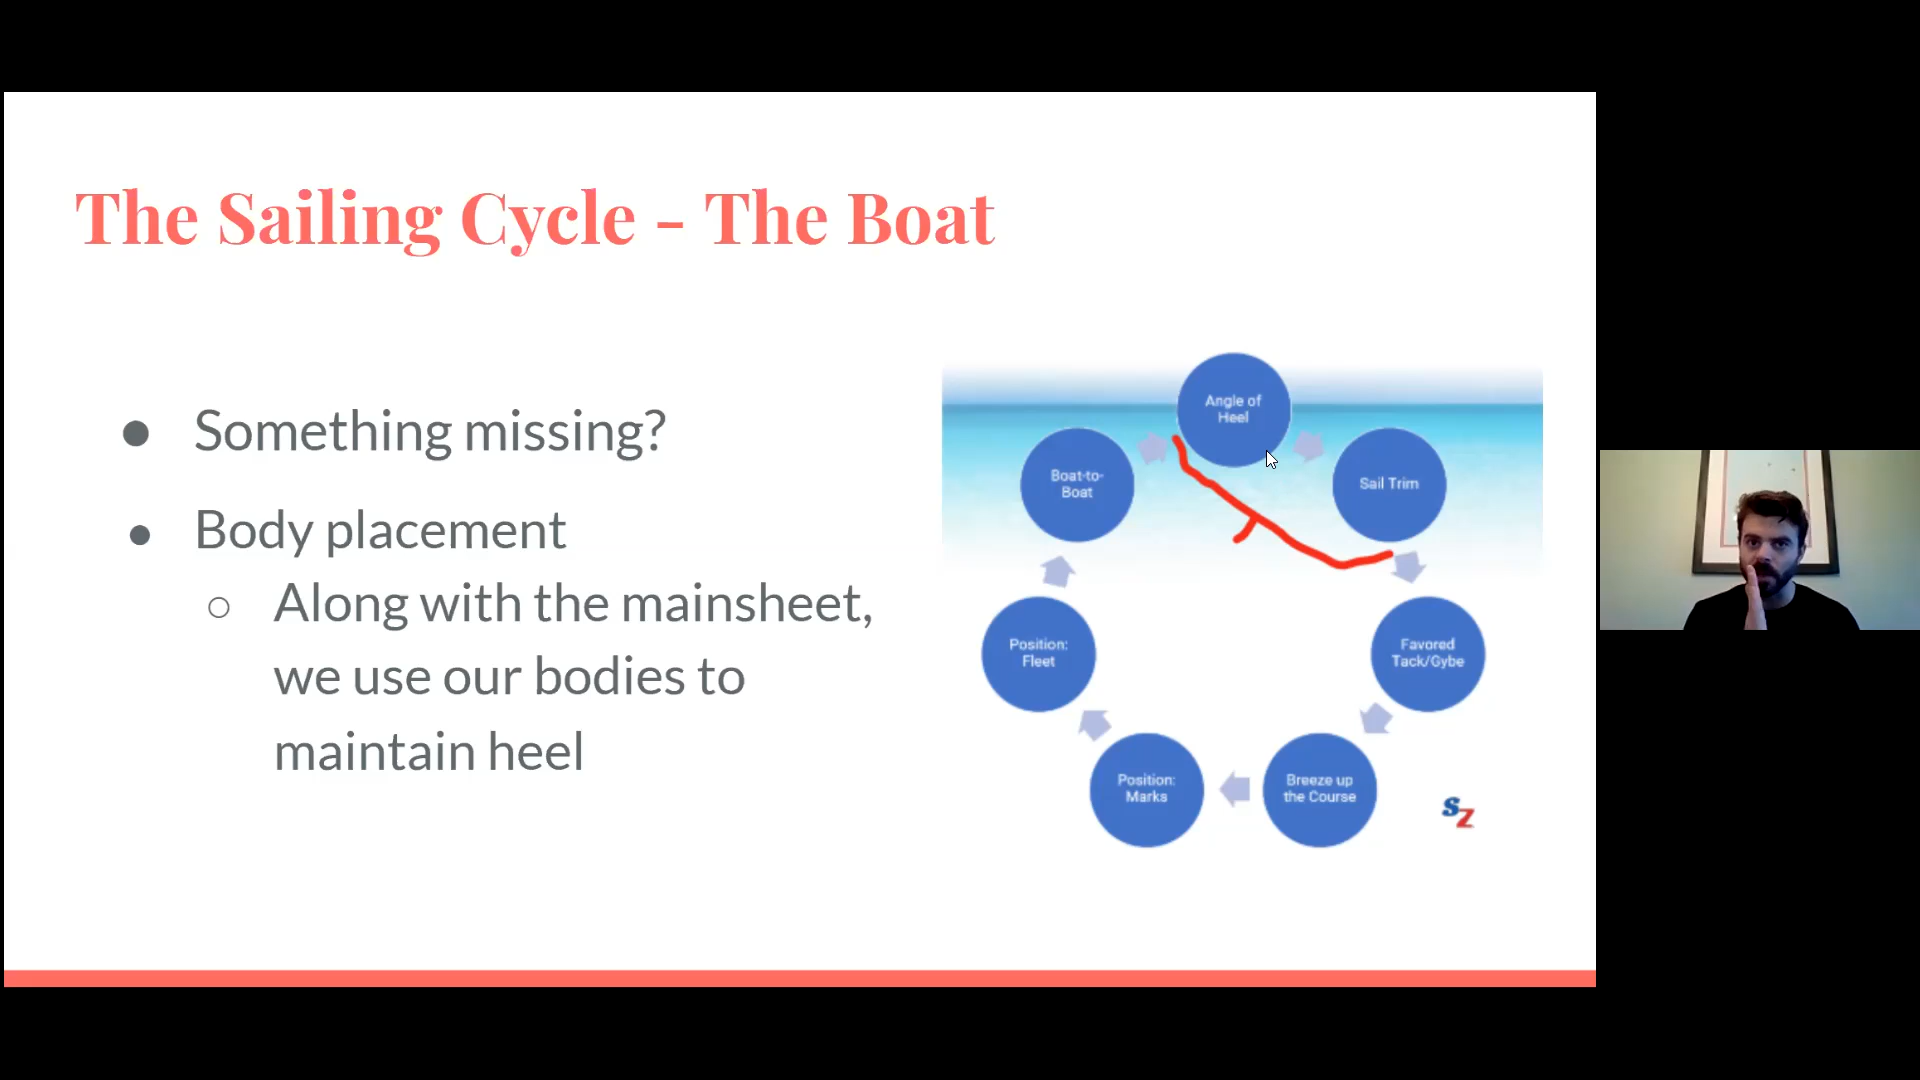 The Sailing Cycle - The Boat
Something missing?
Body placement
Along with the mainsheet,
we use our bodies to
maintain heel
Angle of
Heel
Sail Trim
Favored
Tack/Gybe
Breeze up
the Course
Position:
Marks
Position:
Fleet
Boat-to-
Boat
SZ